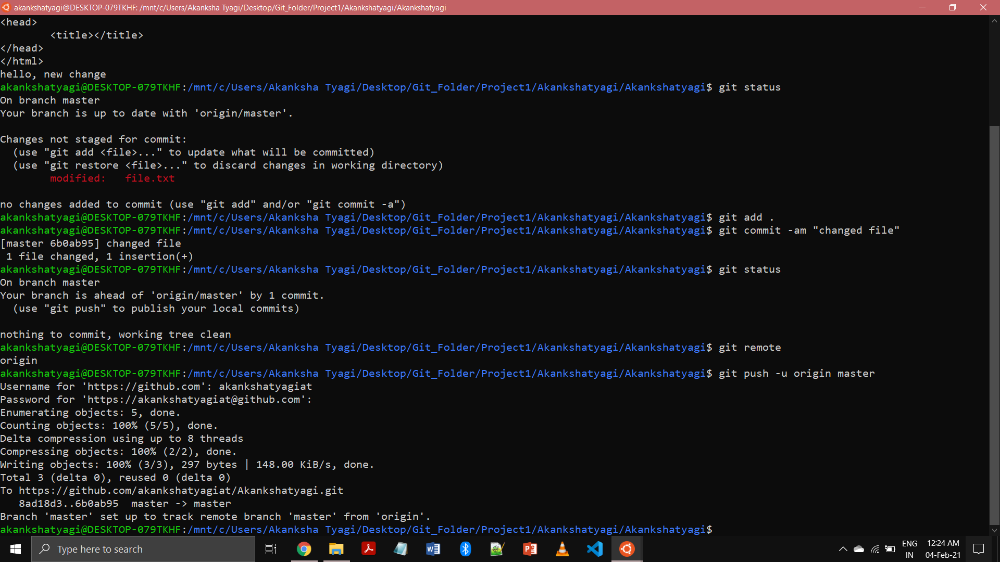 akankshatyagi@DESKTOP-079TKHF: /mnt/c/Users/Akanksha Tyagi/Desktop/Git_Folder/Project1/Akankshatyagi/Akankshatyagi
<head>
        <title></title>
</head>
</html>
hello, new change
akankshatyagi@DESKTOP-079TKHF:/mnt/c/Users/Akanksha Tyagi/Desktop/Git_Folder/Project1/Akankshatyagi/Akankshatyagi$ git status
On branch master
Your branch is up to date with 'origin/master'.

Changes not staged for commit:
  (use "git add <file>..." to update what will be committed)
  (use "git restore <file>..." to discard changes in working directory)
        modified:   file.txt

no changes added to commit (use "git add" and/or "git commit -a")
akankshatyagi@DESKTOP-079TKHF:/mnt/c/Users/Akanksha Tyagi/Desktop/Git_Folder/Project1/Akankshatyagi/Akankshatyagi$ git add .
akankshatyagi@DESKTOP-079TKHF:/mnt/c/Users/Akanksha Tyagi/Desktop/Git_Folder/Project1/Akankshatyagi/Akankshatyagi$ git commit -am "changed file"
[master 6b0ab95] changed file
 1 file changed, 1 insertion(+)
akankshatyagi@DESKTOP-079TKHF:/mnt/c/Users/Akanksha Tyagi/Desktop/Git_Folder/Project1/Akankshatyagi/Akankshatyagi$ git status
On branch master
Your branch is ahead of 'origin/master' by 1 commit.
  (use "git push" to publish your local commits)

nothing to commit, working tree clean
akankshatyagi@DESKTOP-079TKHF:/mnt/c/Users/Akanksha Tyagi/Desktop/Git_Folder/Project1/Akankshatyagi/Akankshatyagi$ git remote
origin
akankshatyagi@DESKTOP-079TKHF:/mnt/c/Users/Akanksha Tyagi/Desktop/Git_Folder/Project1/Akankshatyagi/Akankshatyagi$ git push -u origin master
Username for 'https://github.com': akankshatyagiat
Password for 'https://akankshatyagiat@github.com':
Enumerating objects: 5, done.
Counting objects: 100% (5/5), done.
Delta compression using up to 8 threads
Compressing objects: 100% (2/2), done.
Writing objects: 100% (3/3), 297 bytes | 148.00 KiB/s, done.
Total 3 (delta 0), reused 0 (delta 0)
To https://github.com/akankshatyagiat/Akankshatyagi.git
   8ad18d3..6b0ab95  master -> master
Branch 'master' set up to track remote branch 'master' from 'origin'.
akankshatyagi@DESKTOP-079TKHF:/mnt/c/Users/Akanksha Tyagi/Desktop/Git_Folder/Project1/Akankshatyagi/Akankshatyagi$
Type here to search
ENG
IN
12:24 AM
04-Feb-21